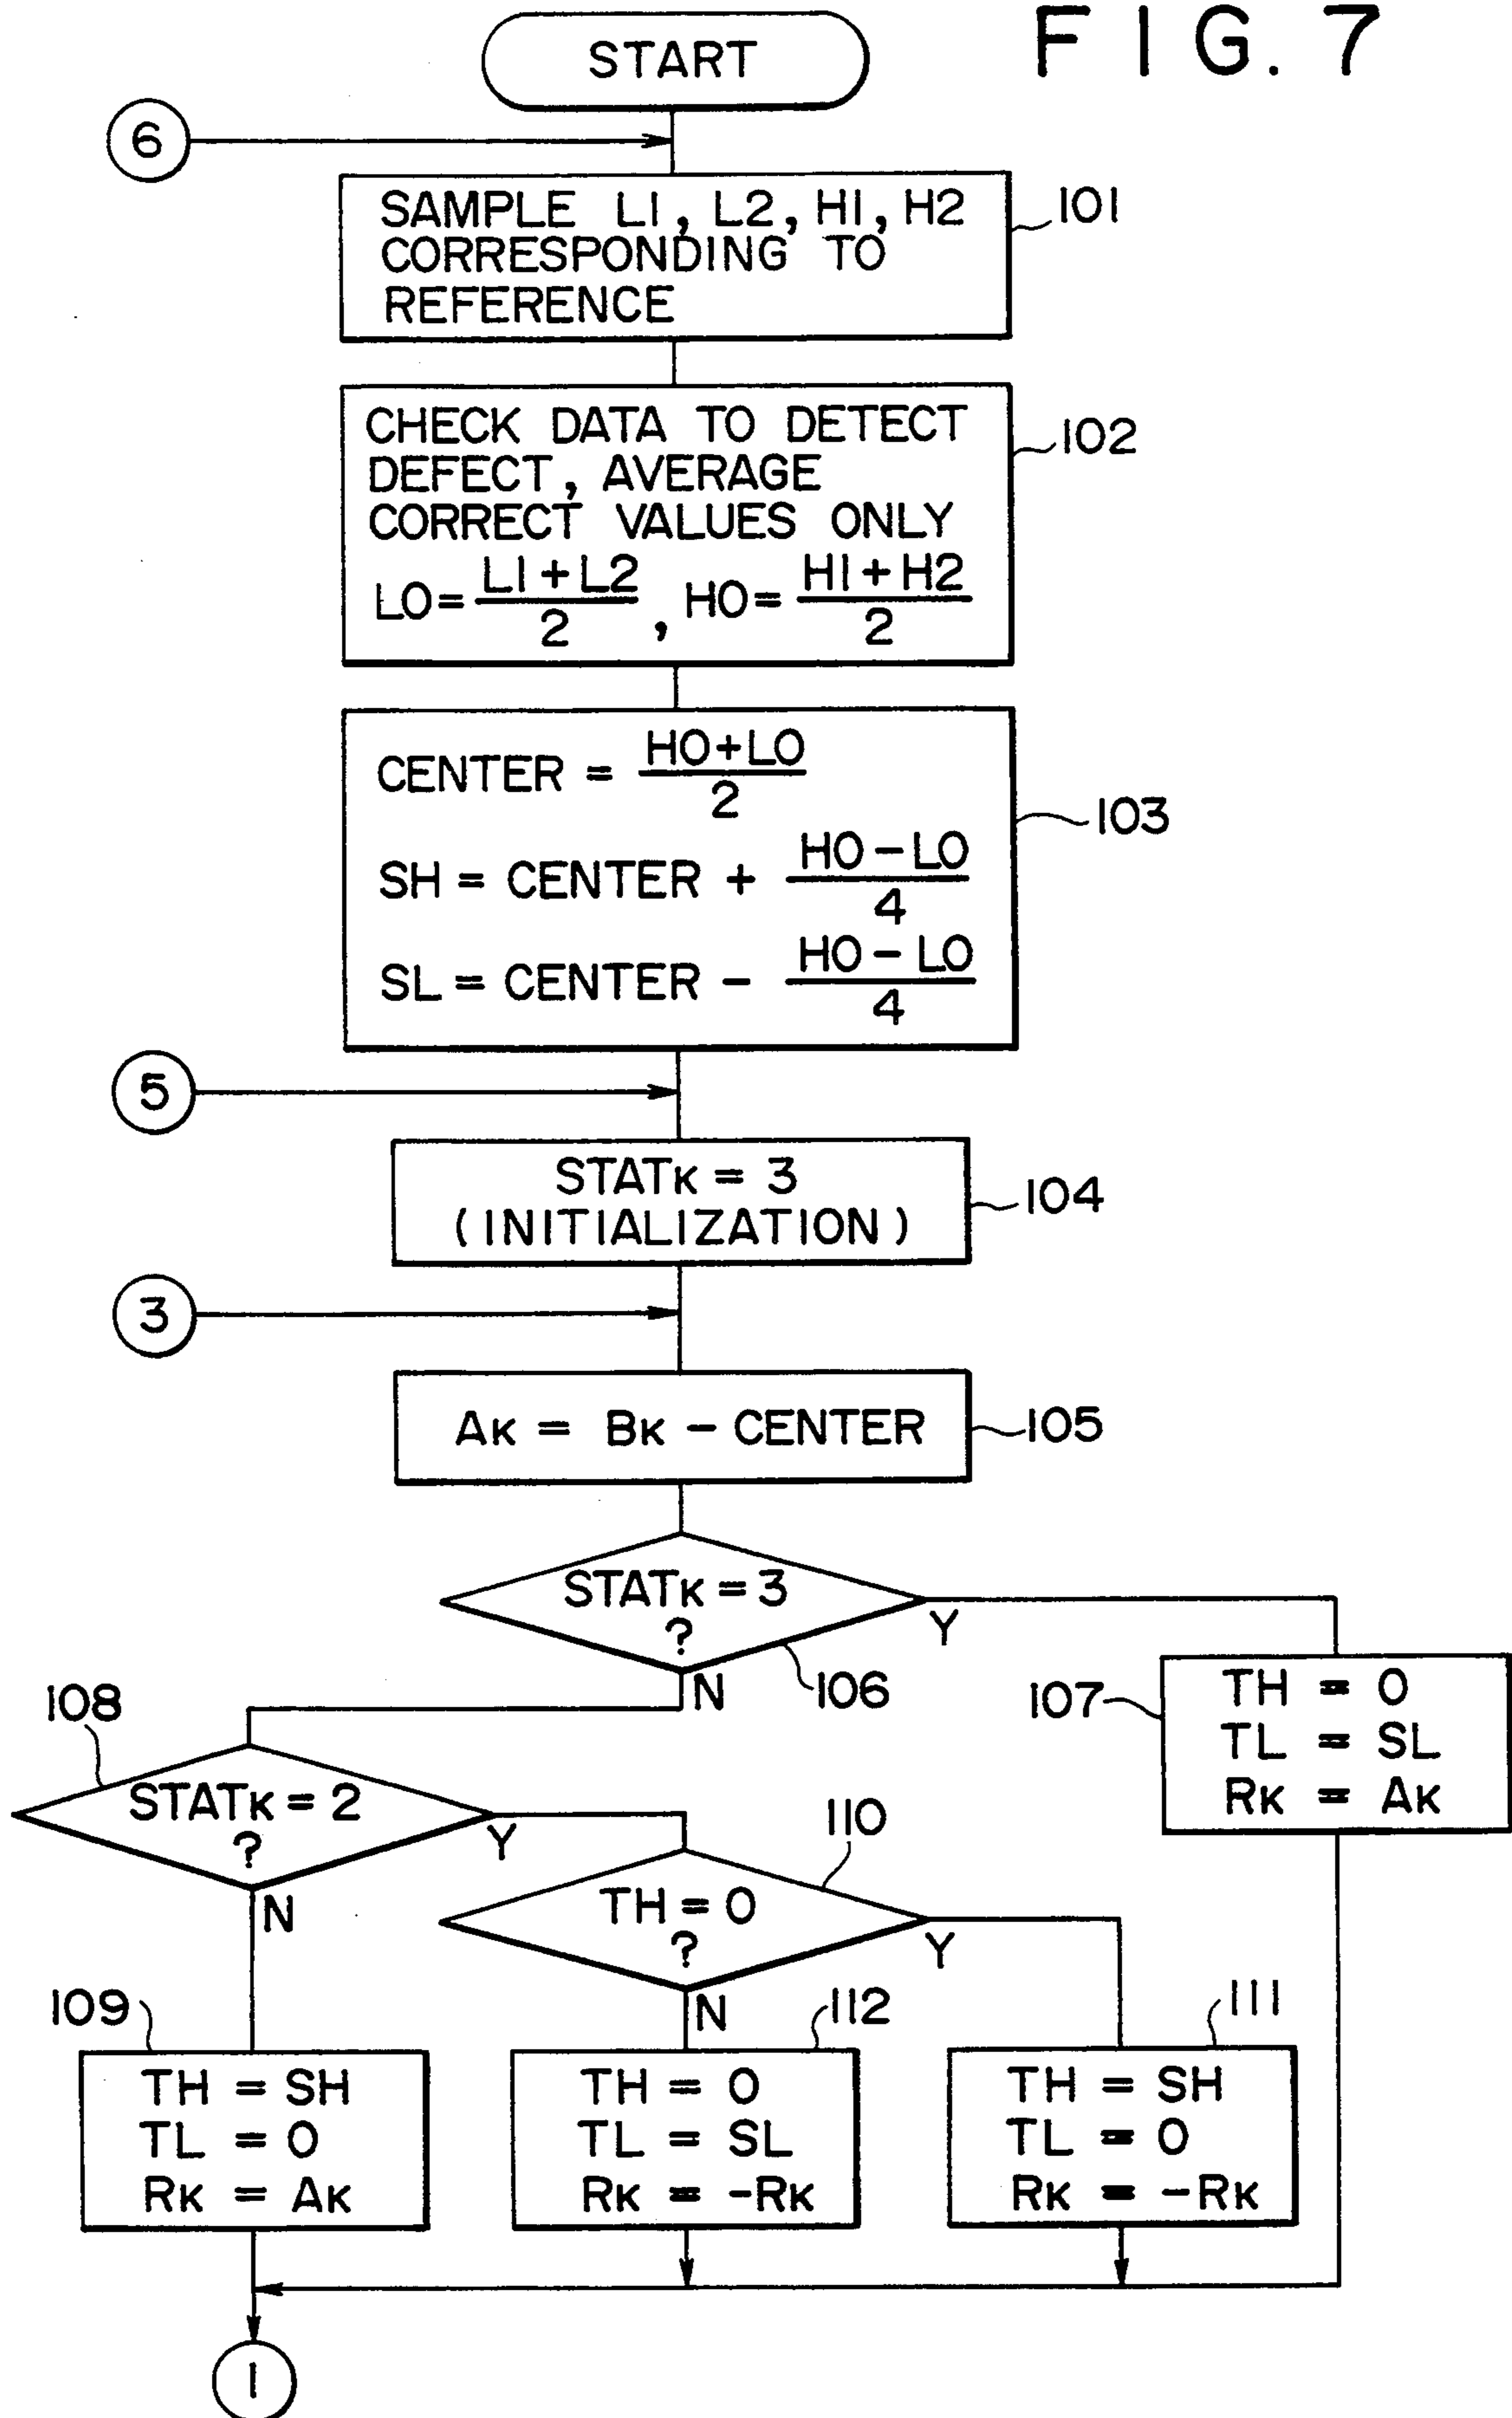 FIG. 7
START
6
SAMPLE L1, L2, H1, H2
CORRESPONDING TO
REFERENCE
101
CHECK DATA TO DETECT
DEFECT, AVERAGE
CORRECT VALUES ONLY
L0 = (L1 + L2)/2 , H0 = (H1 + H2)/2
102
CENTER = (H0+L0)/2
SH = CENTER + (H0 - L0)/4
SL = CENTER - (H0 - L0)/4
103
5
STATK = 3
(INITIALIZATION)
104
3
AK = BK - CENTER
105
STATK = 3
?
Y
N
106
107
TH = 0
TL = SL
RK = AK
108
STATK = 2
?
Y
N
110
TH = 0
?
Y
N
109
TH = SH
TL = 0
RK = AK
112
TH = 0
TL = SL
RK = -RK
111
TH = SH
TL = 0
RK = -RK
1